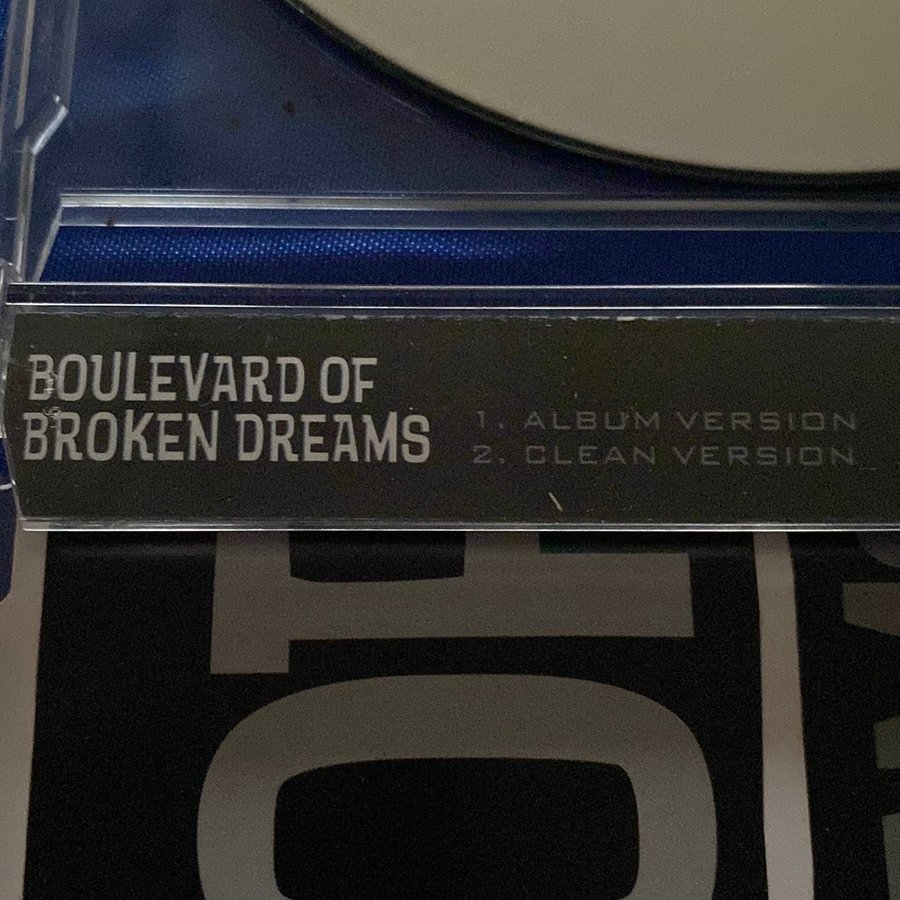 BOULEVARD OF
BROKEN DREAMS
1. ALBUM VERSION
2. CLEAN VERSION